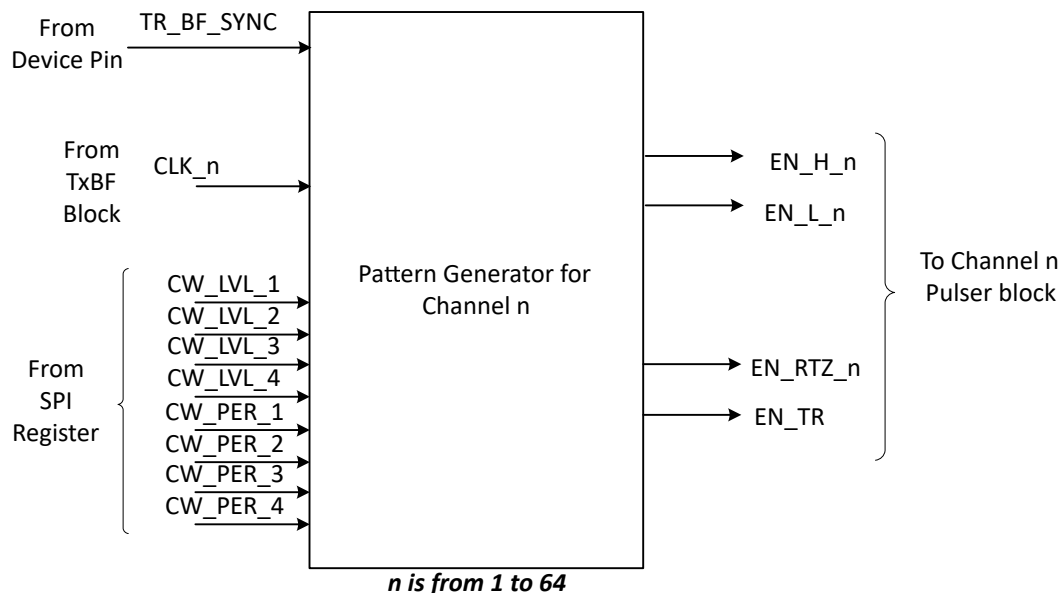 From
Device Pin
TR_BF_SYNC
From
TxBF
Block
CLK_n
From
SPI
Register
CW_LVL_1
CW_LVL_2
CW_LVL_3
CW_LVL_4
CW_PER_1
CW_PER_2
CW_PER_3
CW_PER_4
Pattern Generator for
Channel n
EN_H_n
EN_L_n
EN_RTZ_n
EN_TR
To Channel n
Pulser block
n is from 1 to 64